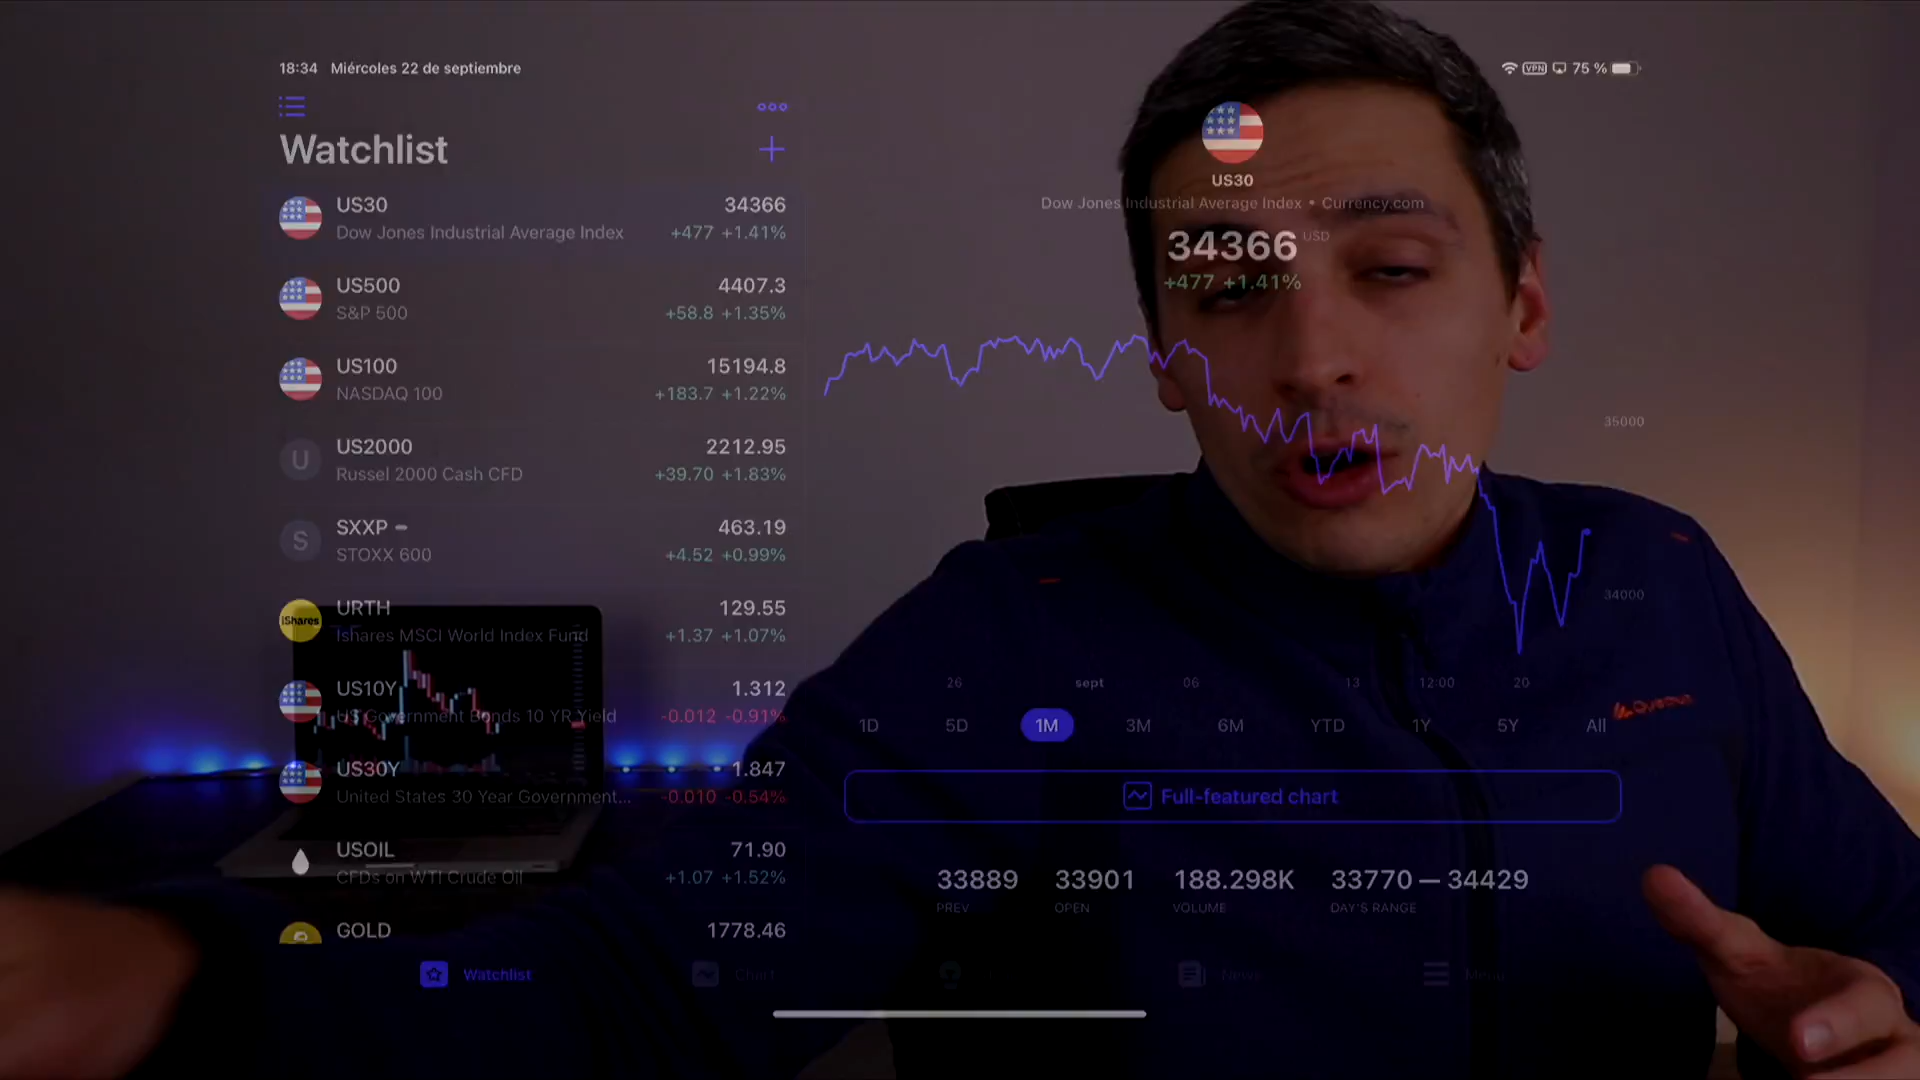 18:34 Miércoles 22 de septiembre
VPN 75 %
Watchlist
US30 34366
Dow Jones Industrial Average Index +477 +1.41%
US500 4407.3
S&P 500 +58.8 +1.35%
US100 15194.8
NASDAQ 100 +183.7 +1.22%
U US2000 2212.95
Russel 2000 Cash CFD +39.70 +1.83%
S SXXP 463.19
STOXX 600 +4.52 +0.99%
iShares URTH 129.55
Ishares MSCI World Index Fund +1.37 +1.07%
US10Y 1.312
US Government Bonds 10 YR Yield -0.012 -0.91%
US30Y 1.847
United States 30 Year Government... -0.010 -0.54%
USOIL 71.90
CFDs on WTI Crude Oil +1.07 +1.52%
GOLD 1778.46
US30
Dow Jones Industrial Average Index • Currency.com
34366 USD
+477 +1.41%
35000
34000
26 sept 06 13 12:00 20
1D 5D 1M 3M 6M YTD 1Y 5Y All
Full-featured chart
33889 33901 188.298K 33770 — 34429
PREV OPEN VOLUME DAY'S RANGE
Watchlist Chart News Menu